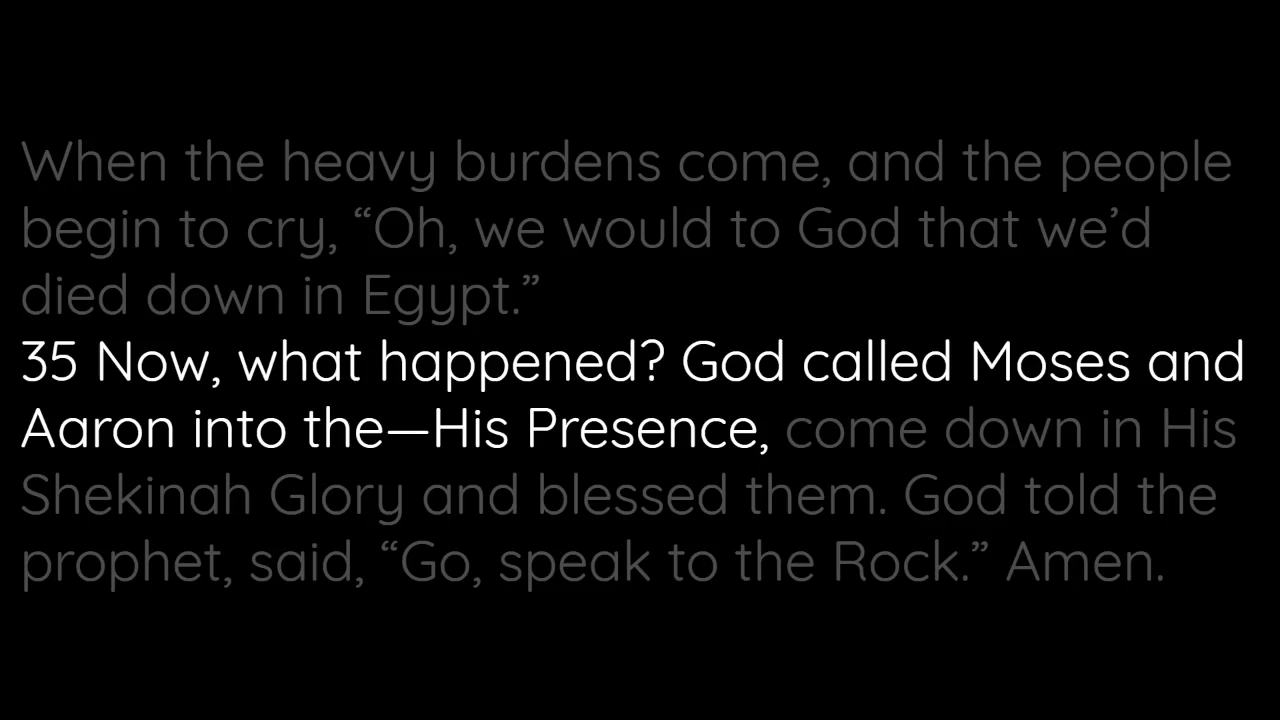 When the heavy burdens come, and the people
begin to cry, “Oh, we would to God that we’d
died down in Egypt.”
35 Now, what happened? God called Moses and
Aaron into the—His Presence, come down in His
Shekinah Glory and blessed them. God told the
prophet, said, “Go, speak to the Rock.” Amen.